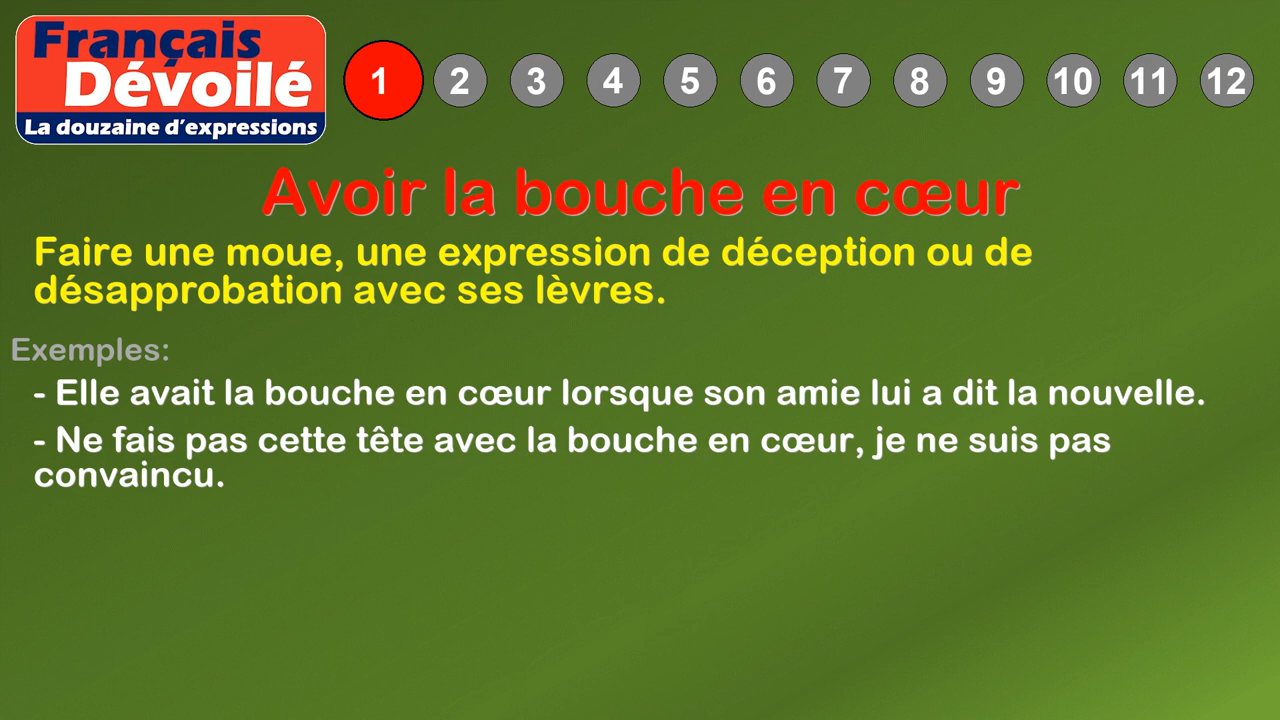 Français
Dévoilé
La douzaine d'expressions
1 2 3 4 5 6 7 8 9 10 11 12
Avoir la bouche en cœur
Faire une moue, une expression de déception ou de
désapprobation avec ses lèvres.
Exemples:
- Elle avait la bouche en cœur lorsque son amie lui a dit la nouvelle.
- Ne fais pas cette tête avec la bouche en cœur, je ne suis pas
convaincu.